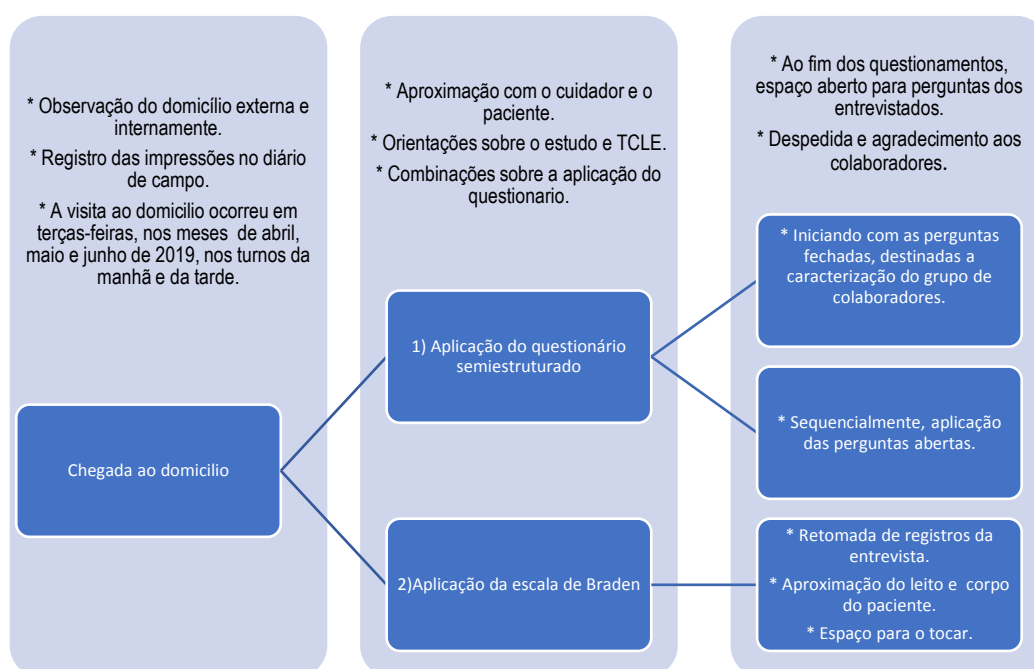 * Observação do domicílio externa e
internamente.
* Registro das impressões no diário
de campo.
* A visita ao domicilio ocorreu em
terças-feiras, nos meses de abril,
maio e junho de 2019, nos turnos da
manhã e da tarde.
Chegada ao domicilio
* Aproximação com o cuidador e o
paciente.
* Orientações sobre o estudo e TCLE.
* Combinações sobre a aplicação do
questionario.
1) Aplicação do questionário
semiestruturado
2)Aplicação da escala de Braden
* Ao fim dos questionamentos,
espaço aberto para perguntas dos
entrevistados.
* Despedida e agradecimento aos
colaboradores.
* Iniciando com as perguntas
fechadas, destinadas a
caracterização do grupo de
colaboradores.
* Sequencialmente, aplicação
das perguntas abertas.
* Retomada de registros da
entrevista.
* Aproximação do leito e corpo
do paciente.
* Espaço para o tocar.